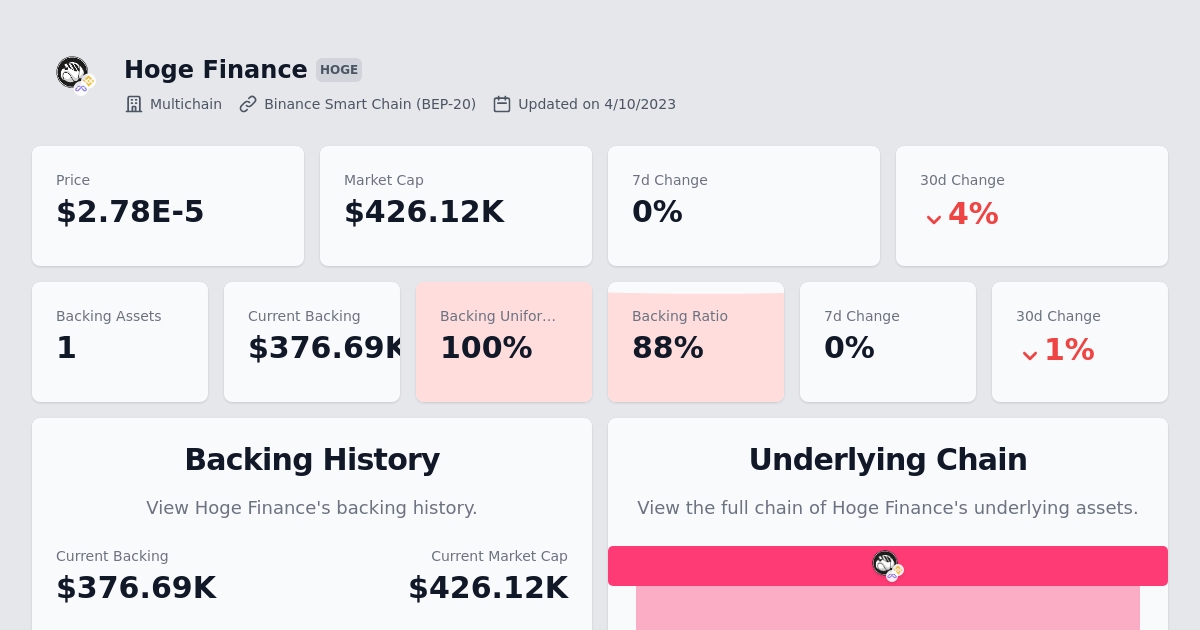 Hoge Finance HOGE
Multichain Binance Smart Chain (BEP-20) Updated on 4/10/2023
Price Market Cap 7d Change 30d Change
$2.78E-5 $426.12K 0% 4%
Backing Assets Current Backing Backing Unifor... Backing Ratio 7d Change 30d Change
1 $376.69K 100% 88% 0% 1%
Backing History
View Hoge Finance's backing history.
Current Backing Current Market Cap
$376.69K $426.12K
Underlying Chain
View the full chain of Hoge Finance's underlying assets.